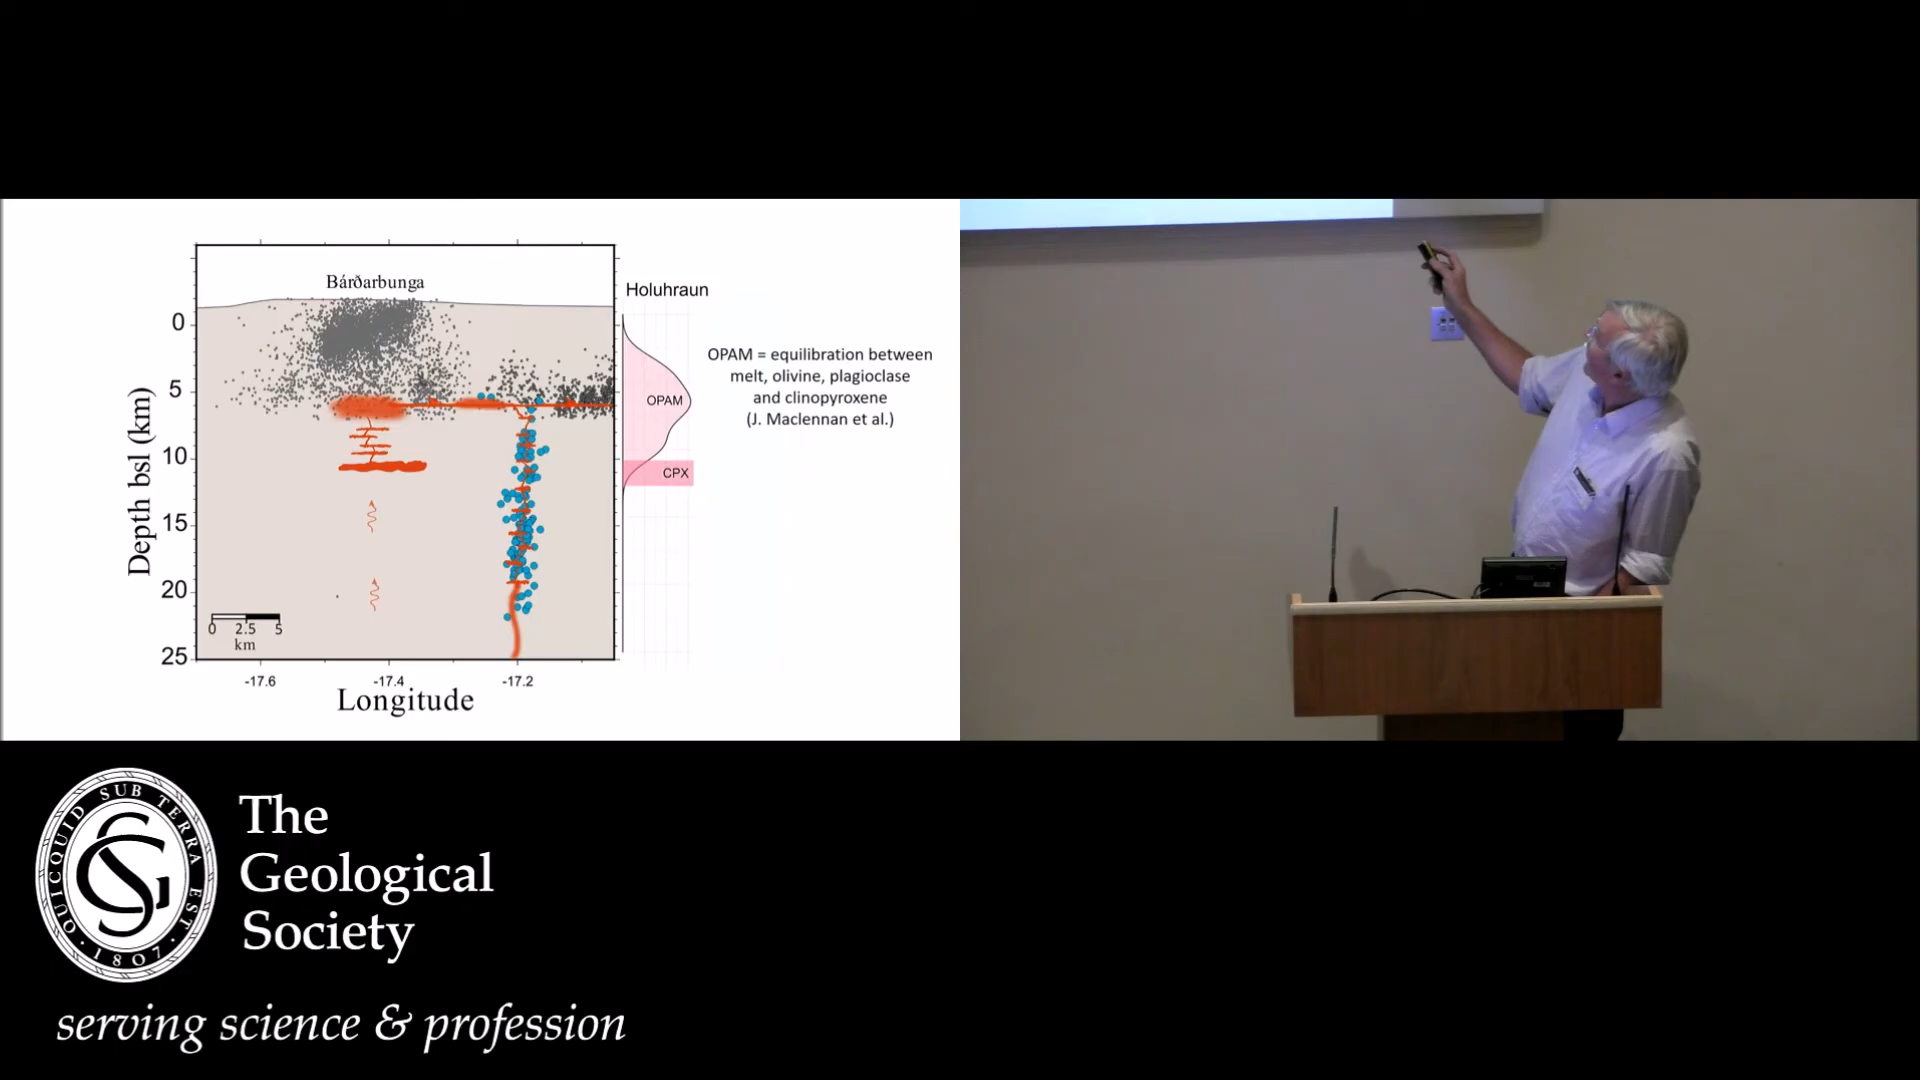 Bárðarbunga
Holuhraun
0
5
10
15
20
25
Depth bsl (km)
OPAM
CPX
OPAM = equilibration between
melt, olivine, plagioclase
and clinopyroxene
(J. Maclennan et al.)
0 2.5 5
km
-17.6 -17.4 -17.2
Longitude
QUICQUID SUB TERRA EST
· 1807 ·
The
Geological
Society
serving science & profession